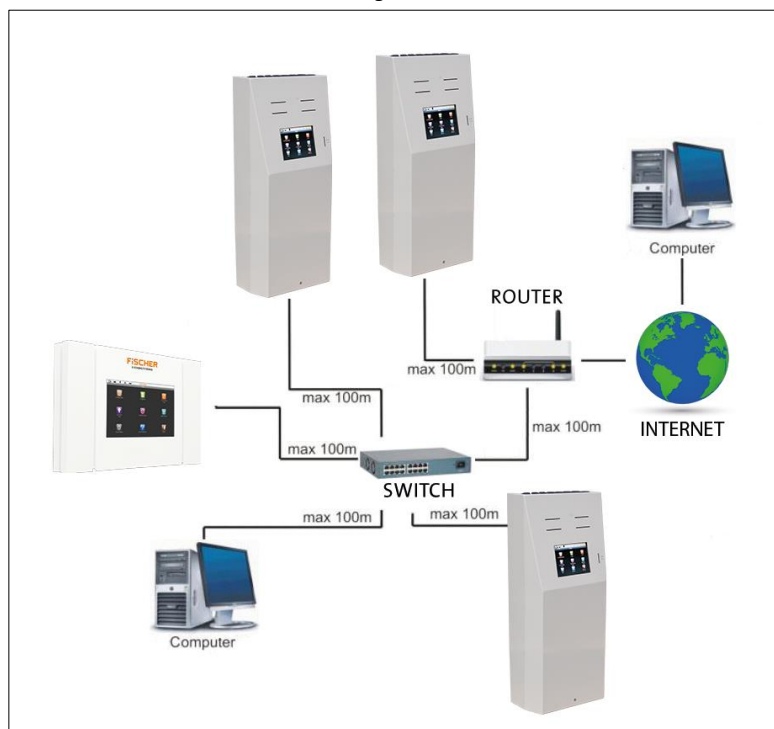 Computer
ROUTER
FISCHER
max 100m
max 100m
INTERNET
max 100m
max 100m
SWITCH
max 100m
max 100m
Computer